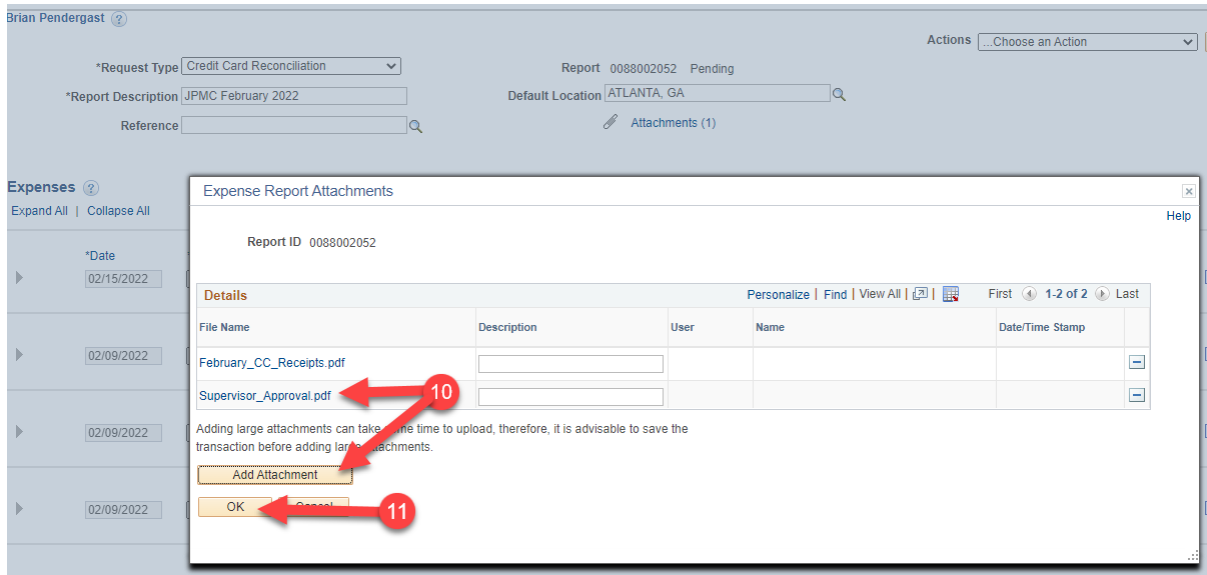 Brian Pendergast ?
Actions ...Choose an Action
*Request Type Credit Card Reconciliation
Report 0088002052 Pending
*Report Description JPMC February 2022
Default Location ATLANTA, GA
Reference
Attachments (1)
Expenses ?
Expand All | Collapse All
*Date
02/15/2022
02/09/2022
02/09/2022
02/09/2022
Expense Report Attachments
x
Help
Report ID 0088002052
Details
Personalize | Find | View All | First 1-2 of 2 Last
File Name Description User Name Date/Time Stamp
February_CC_Receipts.pdf
Supervisor_Approval.pdf
10
Adding large attachments can take time to upload, therefore, it is advisable to save the
transaction before adding large attachments.
Add Attachment
OK
11